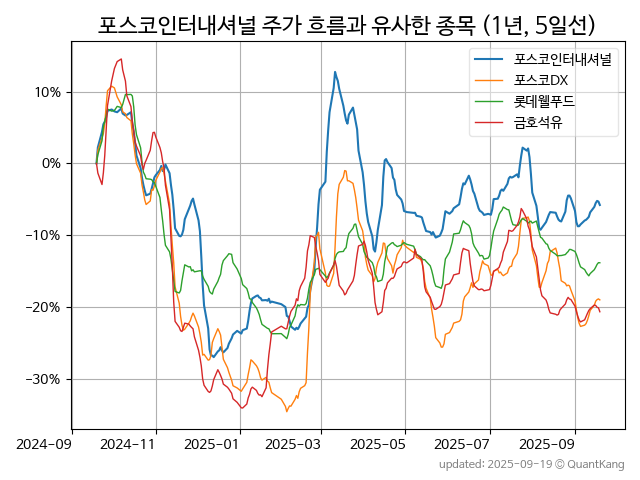 포스코인터내셔널 주가 흐름과 유사한 종목 (1년, 5일선)
포스코인터내셔널
포스코DX
롯데웰푸드
금호석유
10%
0%
−10%
−20%
−30%
2024-09 2024-11 2025-01 2025-03 2025-05 2025-07 2025-09
updated: 2025-09-19 © QuantKang